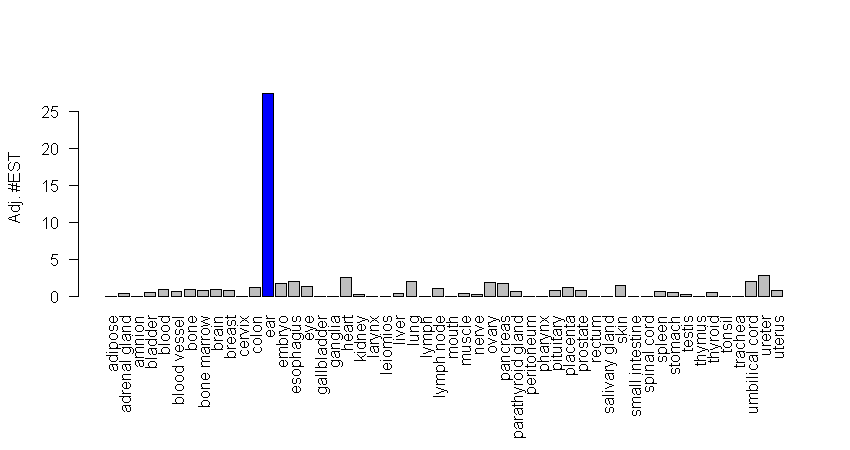 Adj. #EST
25
20
15
10
5
0
adipose
adrenal gland
amnion
bladder
blood
blood vessel
bone
bone marrow
brain
breast
cervix
colon
ear
embryo
esophagus
eye
gallbladder
ganglia
heart
kidney
larynx
leiomios
liver
lung
lymph
lymph node
mouth
muscle
nerve
ovary
pancreas
parathyroid gland
peritoneum
pharynx
pituitary
placenta
prostate
rectum
salivary gland
skin
small intestine
spinal cord
spleen
stomach
testis
thymus
thyroid
tonsil
trachea
umbilical cord
ureter
uterus